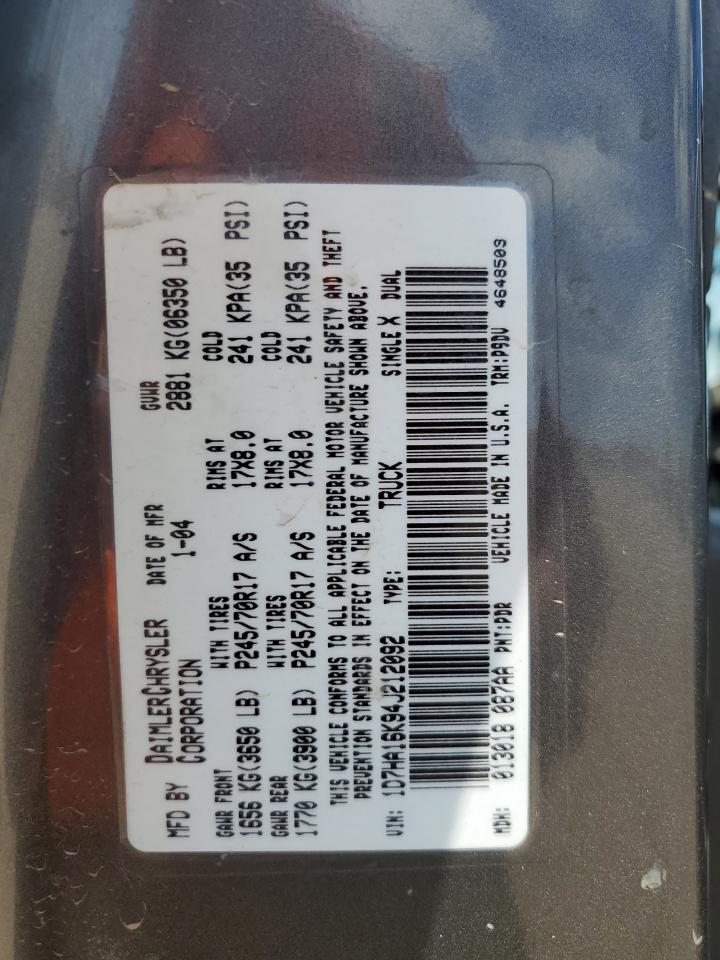 MFD BY DAIMLERCHRYSLER CORPORATION DATE OF MFR 1-04 GVWR 2881 KG(06350 LB)
GAWR FRONT WITH TIRES RIMS AT COLD
1656 KG(3650 LB) P245/70R17 A/S 17X8.0 241 KPA(35 PSI)
GAWR REAR WITH TIRES RIMS AT COLD
1770 KG(3900 LB) P245/70R17 A/S 17X8.0 241 KPA(35 PSI)
THIS VEHICLE CONFORMS TO ALL APPLICABLE FEDERAL MOTOR VEHICLE SAFETY AND THEFT
PREVENTION STANDARDS IN EFFECT ON THE DATE OF MANUFACTURE SHOWN ABOVE.
VIN: 1D7HA16K94J212092 TYPE: TRUCK SINGLE X DUAL
MDH: 013018 087AA PNT:PDR VEHICLE MADE IN U.S.A. TRM:P9DV 4648509